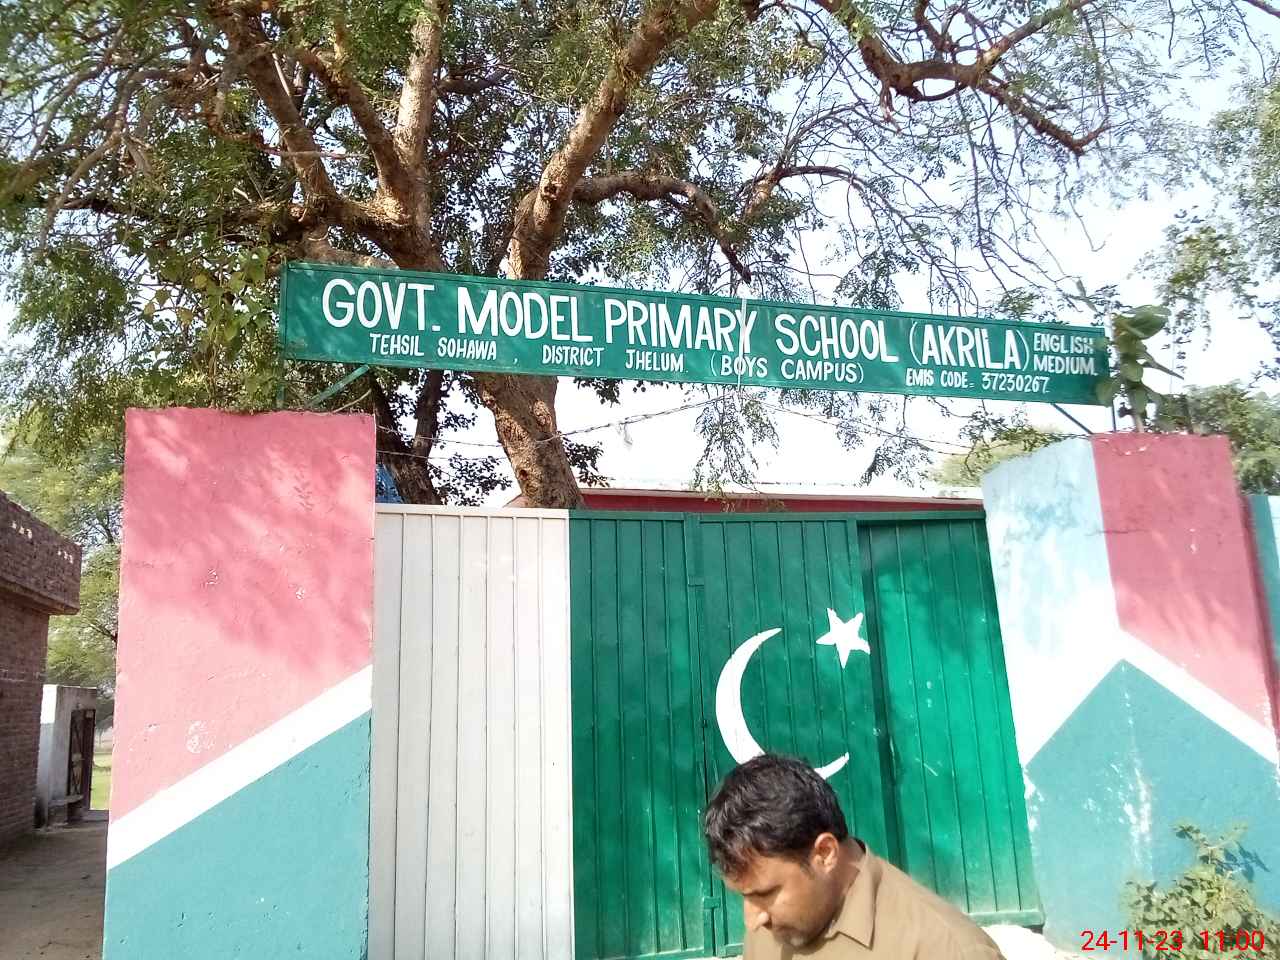 GOVT. MODEL PRIMARY SCHOOL (AKRILA) ENGLISH MEDIUM.
TEHSIL SOHAWA , DISTRICT JHELUM (BOYS CAMPUS) EMIS CODE. 37230267
24-11-23 11:00